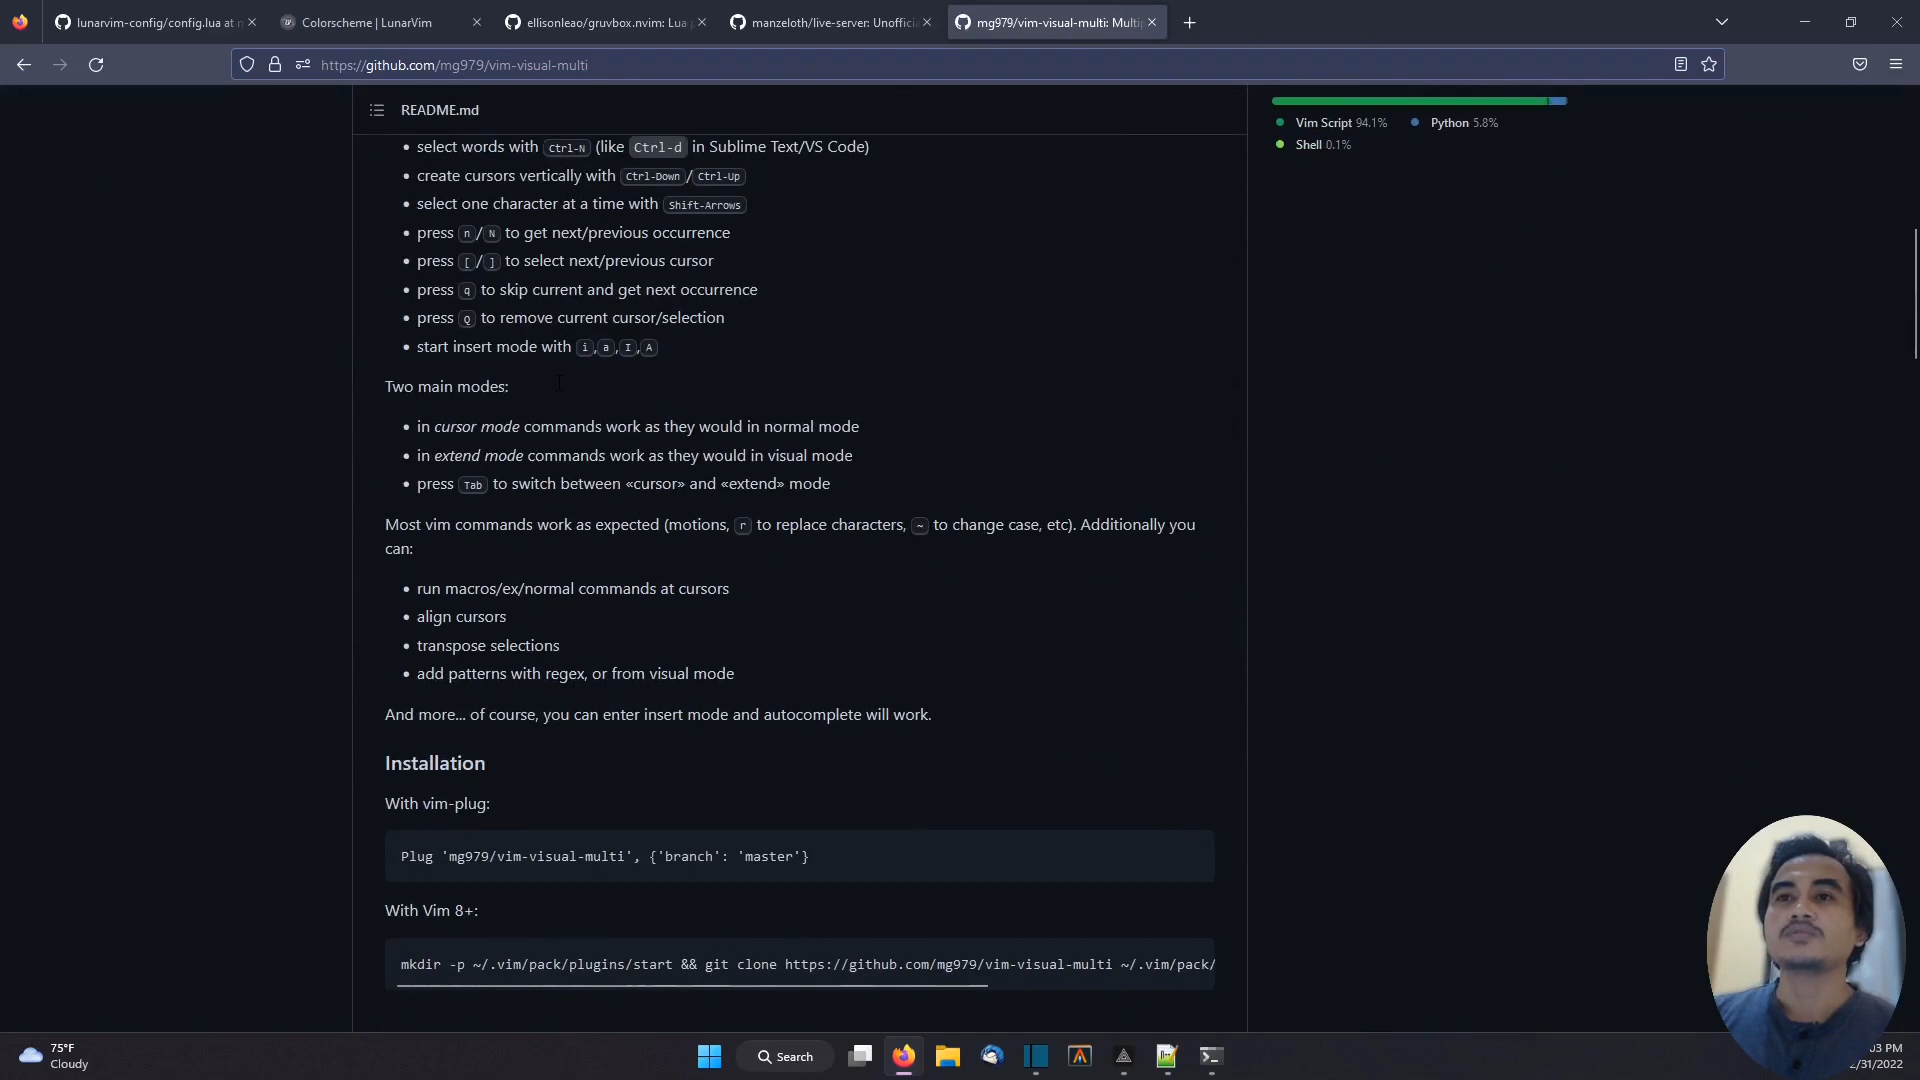 lunarvim-config/config.lua at m
Colorscheme | LunarVim
ellisonleao/gruvbox.nvim: Lua p
manzeloth/live-server: Unofficia
mg979/vim-visual-multi: Multip
https://github.com/mg979/vim-visual-multi
README.md
select words with Ctrl-N (like Ctrl-d in Sublime Text/VS Code)
create cursors vertically with Ctrl-Down/Ctrl-Up
select one character at a time with Shift-Arrows
press n/N to get next/previous occurrence
press [/] to select next/previous cursor
press q to skip current and get next occurrence
press Q to remove current cursor/selection
start insert mode with i,a,I,A
Two main modes:
in cursor mode commands work as they would in normal mode
in extend mode commands work as they would in visual mode
press Tab to switch between «cursor» and «extend» mode
Most vim commands work as expected (motions, r to replace characters, ~ to change case, etc). Additionally you
can:
run macros/ex/normal commands at cursors
align cursors
transpose selections
add patterns with regex, or from visual mode
And more... of course, you can enter insert mode and autocomplete will work.
Installation
With vim-plug:
Plug 'mg979/vim-visual-multi', {'branch': 'master'}
With Vim 8+:
mkdir -p ~/.vim/pack/plugins/start && git clone https://github.com/mg979/vim-visual-multi ~/.vim/pack/
Vim Script 94.1% Python 5.8%
Shell 0.1%
75°F
Cloudy
Search
03 PM
2/31/2022